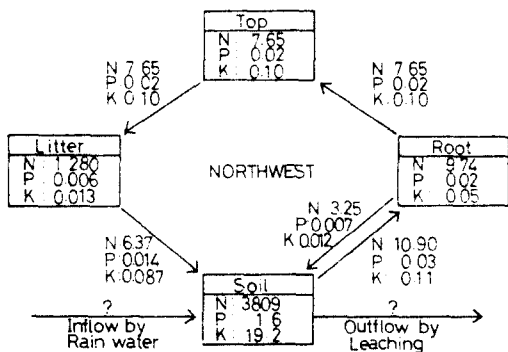 Top
N 7.65
P 0.02
K 0.10
N 7.65
P 0.02
K 0.10
N 7.65
P 0.02
K 0.10
Litter
N 1.280
P 0.006
K 0.013
NORTHWEST
Root
N 9.74
P 0.02
K 0.05
N 3.25
P 0.007
K 0.012
N 6.37
P 0.014
K 0.087
N 10.90
P 0.03
K 0.11
Soil
N 3809
P 1.6
K 19.2
?
Inflow by
Rain water
?
Outflow by
Leaching